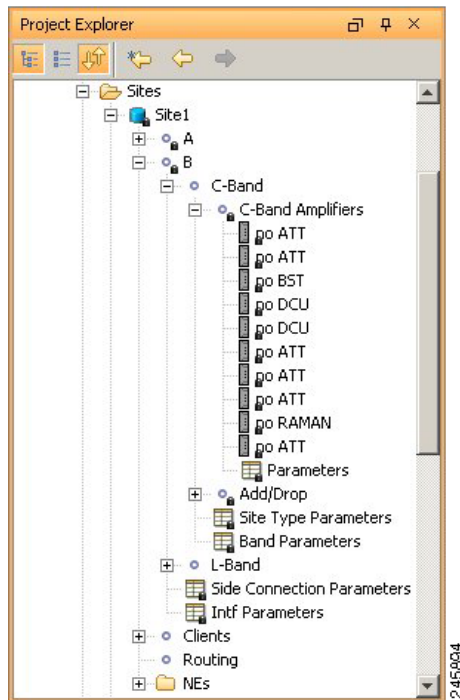 Project Explorer
Sites
Site1
A
B
C-Band
C-Band Amplifiers
po ATT
po ATT
po BST
po DCU
po DCU
po ATT
po ATT
po ATT
po RAMAN
po ATT
Parameters
Add/Drop
Site Type Parameters
Band Parameters
L-Band
Side Connection Parameters
Intf Parameters
Clients
Routing
NEs
245894